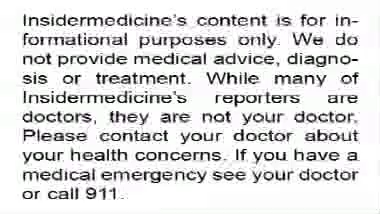 Insidermedicine's content is for in-
formational purposes only. We do
not provide medical advice, diagno-
sis or treatment. While many of
Insidermedicine's reporters are
doctors, they are not your doctor.
Please contact your doctor about
your health concerns. If you have a
medical emergency see your doctor
or call 911.